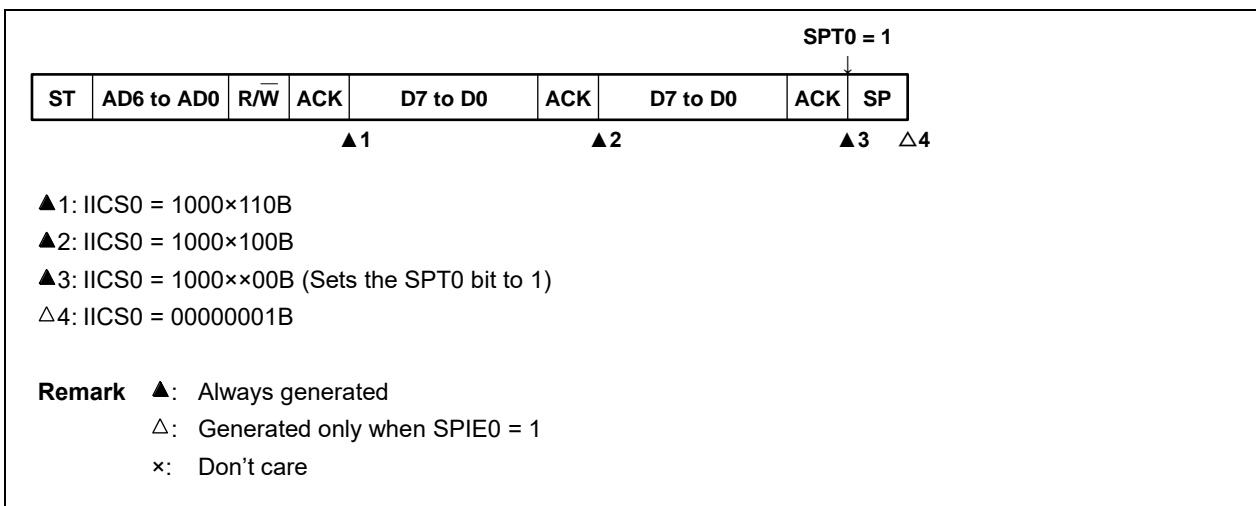 SPT0 = 1
↓
ST AD6 to AD0 R/W̅ ACK D7 to D0 ACK D7 to D0 ACK SP
▲1 ▲2 ▲3 △4
▲1: IICS0 = 1000×110B
▲2: IICS0 = 1000×100B
▲3: IICS0 = 1000××00B (Sets the SPT0 bit to 1)
△4: IICS0 = 00000001B
Remark ▲: Always generated
△: Generated only when SPIE0 = 1
×: Don't care